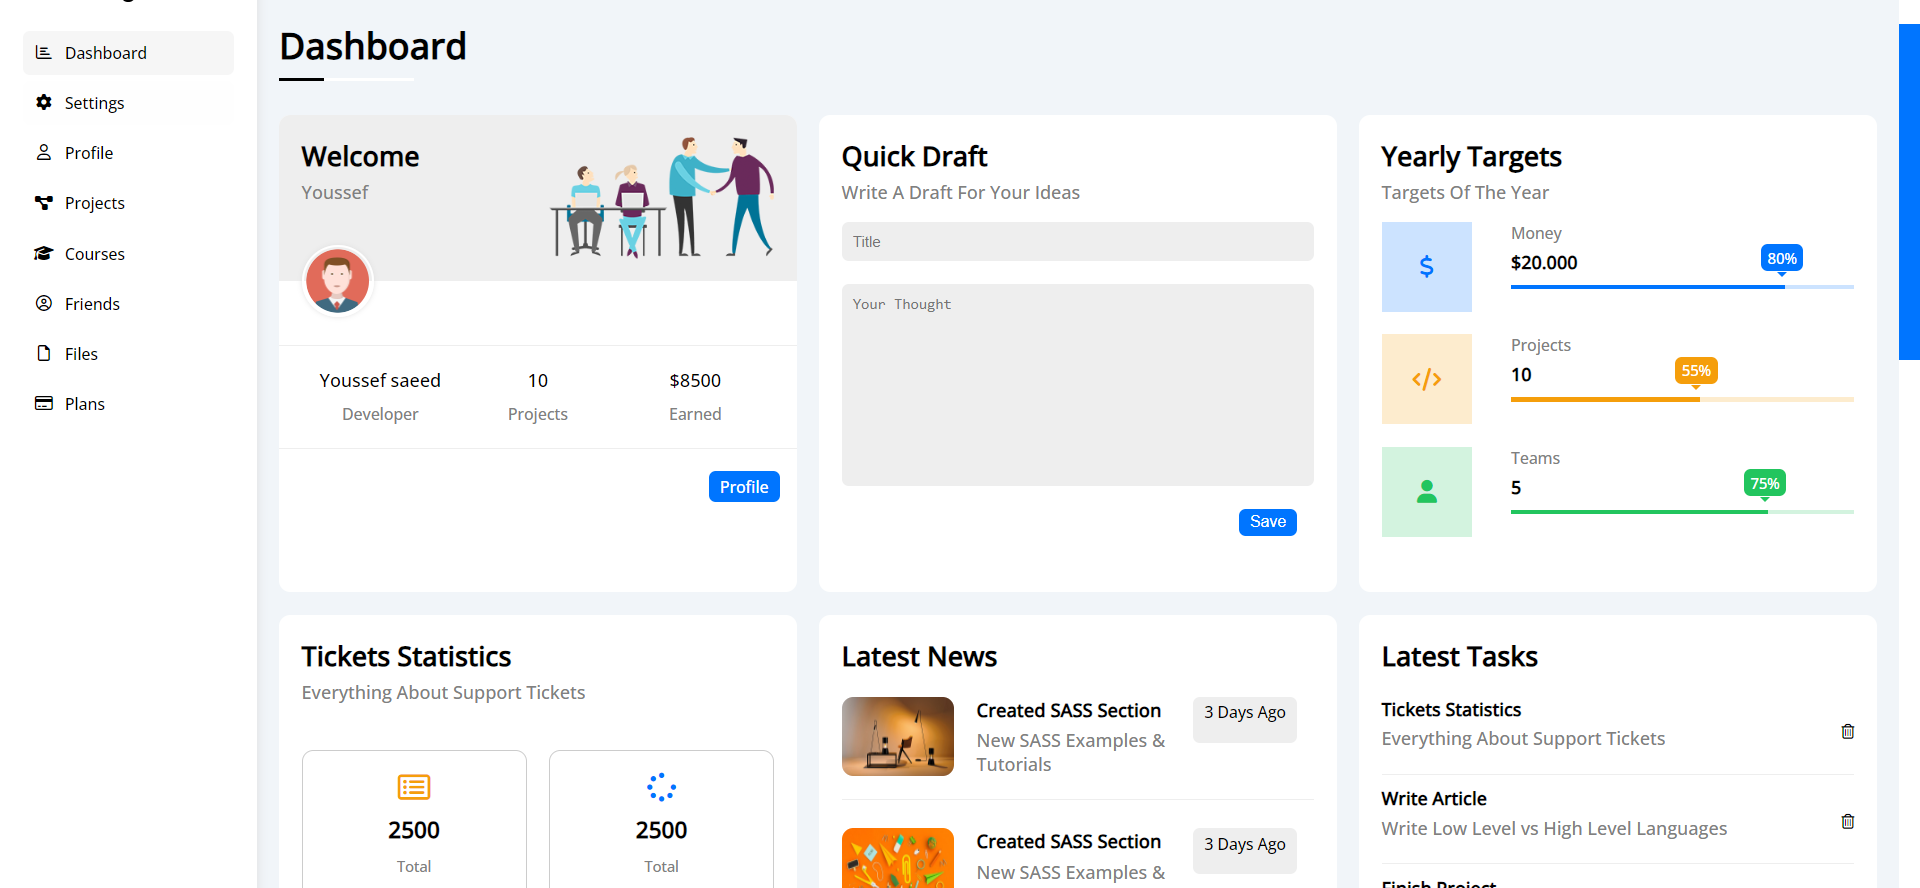 Dashboard
Settings
Profile
Projects
Courses
Friends
Files
Plans
Dashboard
Welcome
Youssef
Youssef saeed
Developer
10
Projects
$8500
Earned
Profile
Quick Draft
Write A Draft For Your Ideas
Title
Your Thought
Save
Yearly Targets
Targets Of The Year
Money
$20.000
80%
Projects
10
55%
Teams
5
75%
Tickets Statistics
Everything About Support Tickets
2500
Total
2500
Total
Latest News
Created SASS Section
New SASS Examples &
Tutorials
3 Days Ago
Created SASS Section
New SASS Examples &
3 Days Ago
Latest Tasks
Tickets Statistics
Everything About Support Tickets
Write Article
Write Low Level vs High Level Languages
Finish Project